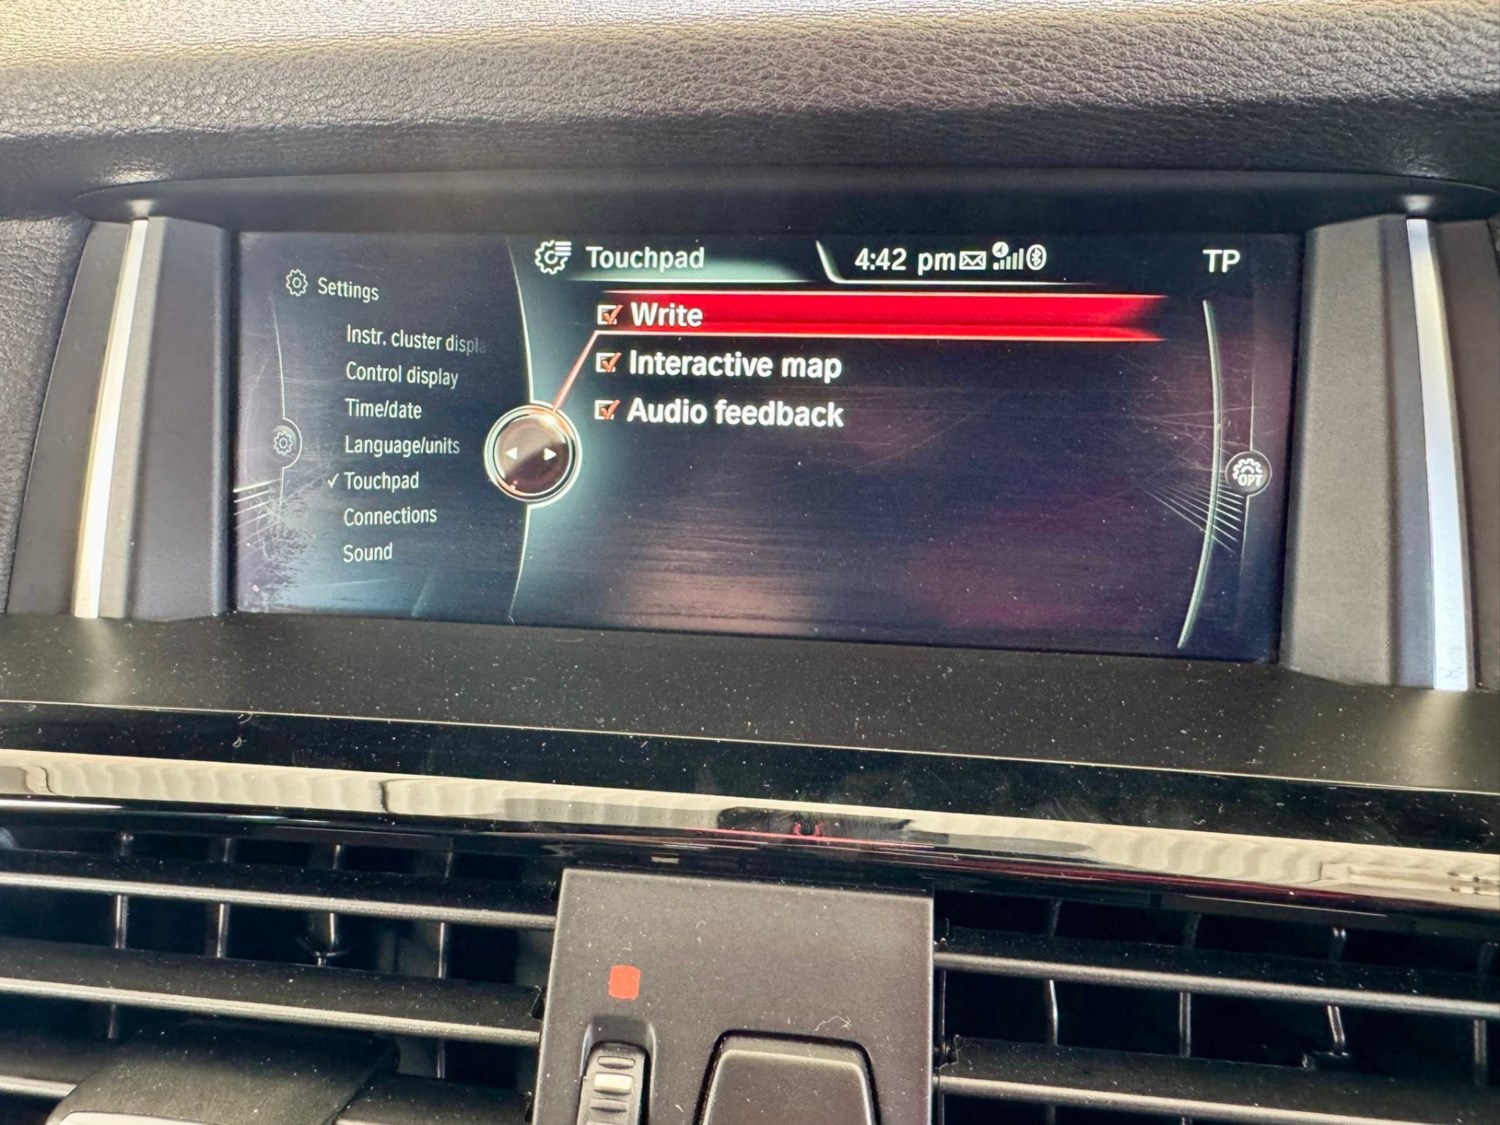 Settings
Instr. cluster displa
Control display
Time/date
Language/units
Touchpad
Connections
Sound
Touchpad
4:42 pm
TP
Write
Interactive map
Audio feedback
OPT